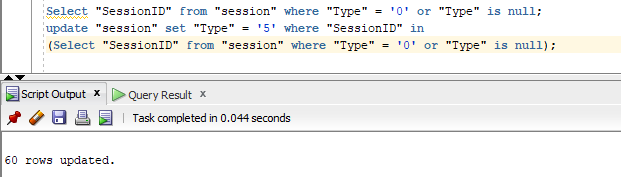 Select "SessionID" from "session" where "Type" = '0' or "Type" is null;
update "session" set "Type" = '5' where "SessionID" in
(Select "SessionID" from "session" where "Type" = '0' or "Type" is null);
Script Output x Query Result x
Task completed in 0.044 seconds
60 rows updated.